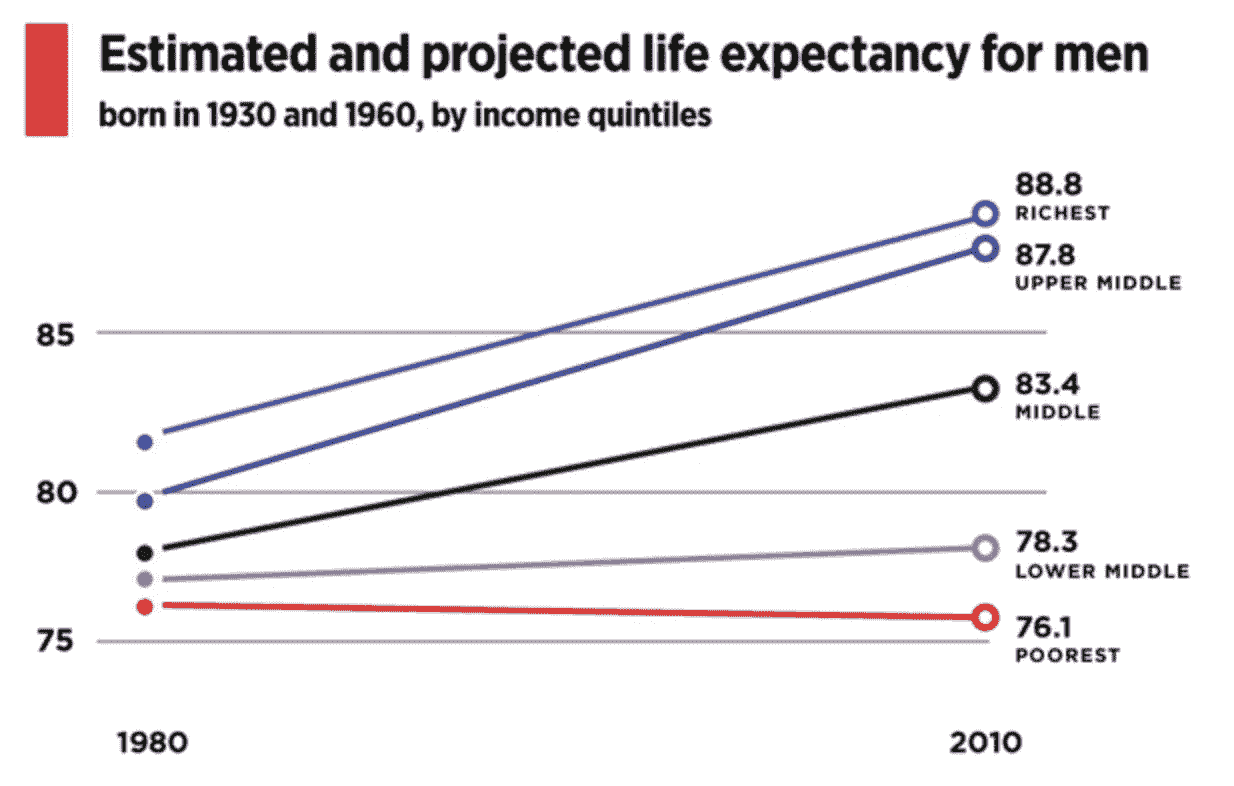 Estimated and projected life expectancy for men
born in 1930 and 1960, by income quintiles
88.8
RICHEST
87.8
UPPER MIDDLE
85
83.4
MIDDLE
80
78.3
LOWER MIDDLE
76.1
POOREST
75
1980
2010